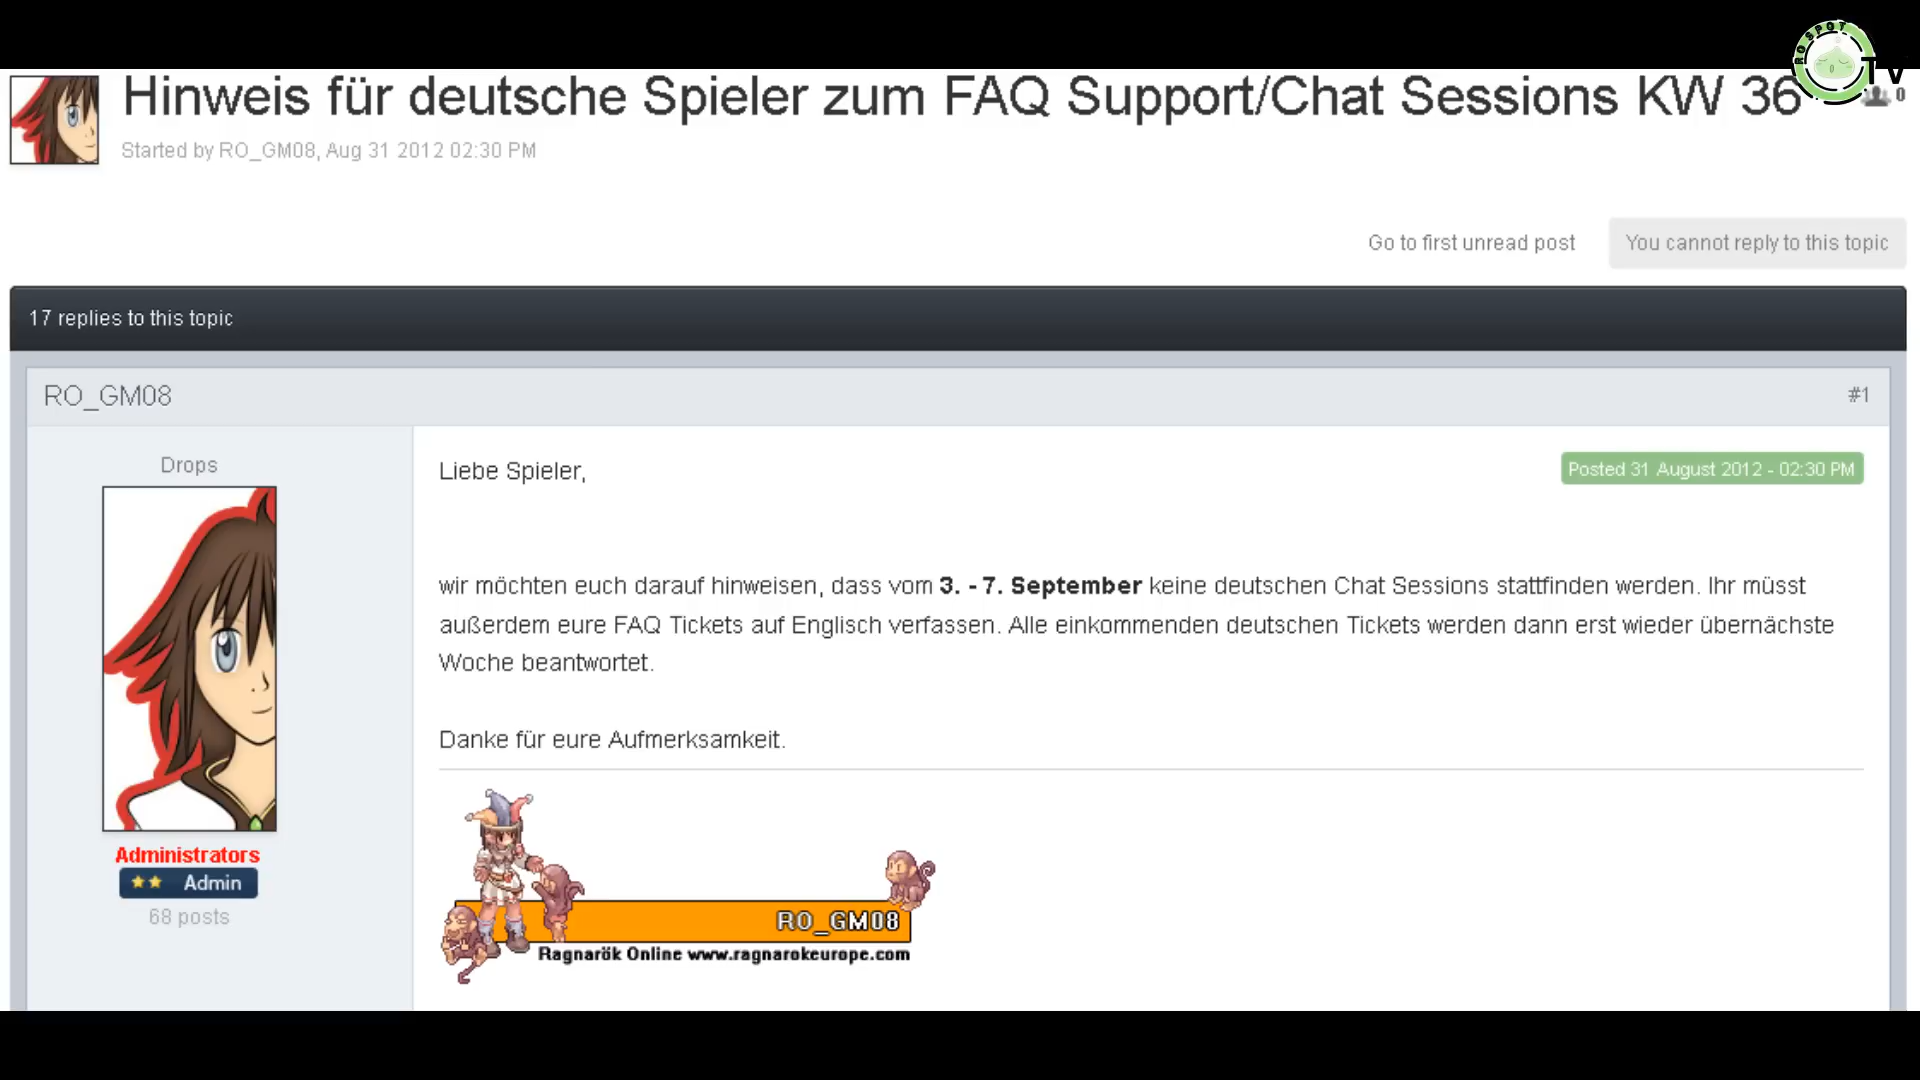 RO SPOT
TV
Hinweis für deutsche Spieler zum FAQ Support/Chat Sessions KW 36
0
Started by RO_GM08, Aug 31 2012 02:30 PM
Go to first unread post
You cannot reply to this topic
17 replies to this topic
RO_GM08
#1
Drops
Liebe Spieler,
Posted 31 August 2012 - 02:30 PM
wir möchten euch darauf hinweisen, dass vom 3. - 7. September keine deutschen Chat Sessions stattfinden werden. Ihr müsst
außerdem eure FAQ Tickets auf Englisch verfassen. Alle einkommenden deutschen Tickets werden dann erst wieder übernächste
Woche beantwortet.
Danke für eure Aufmerksamkeit.
Administrators
Admin
68 posts
RO_GM08
Ragnarök Online www.ragnarokeurope.com